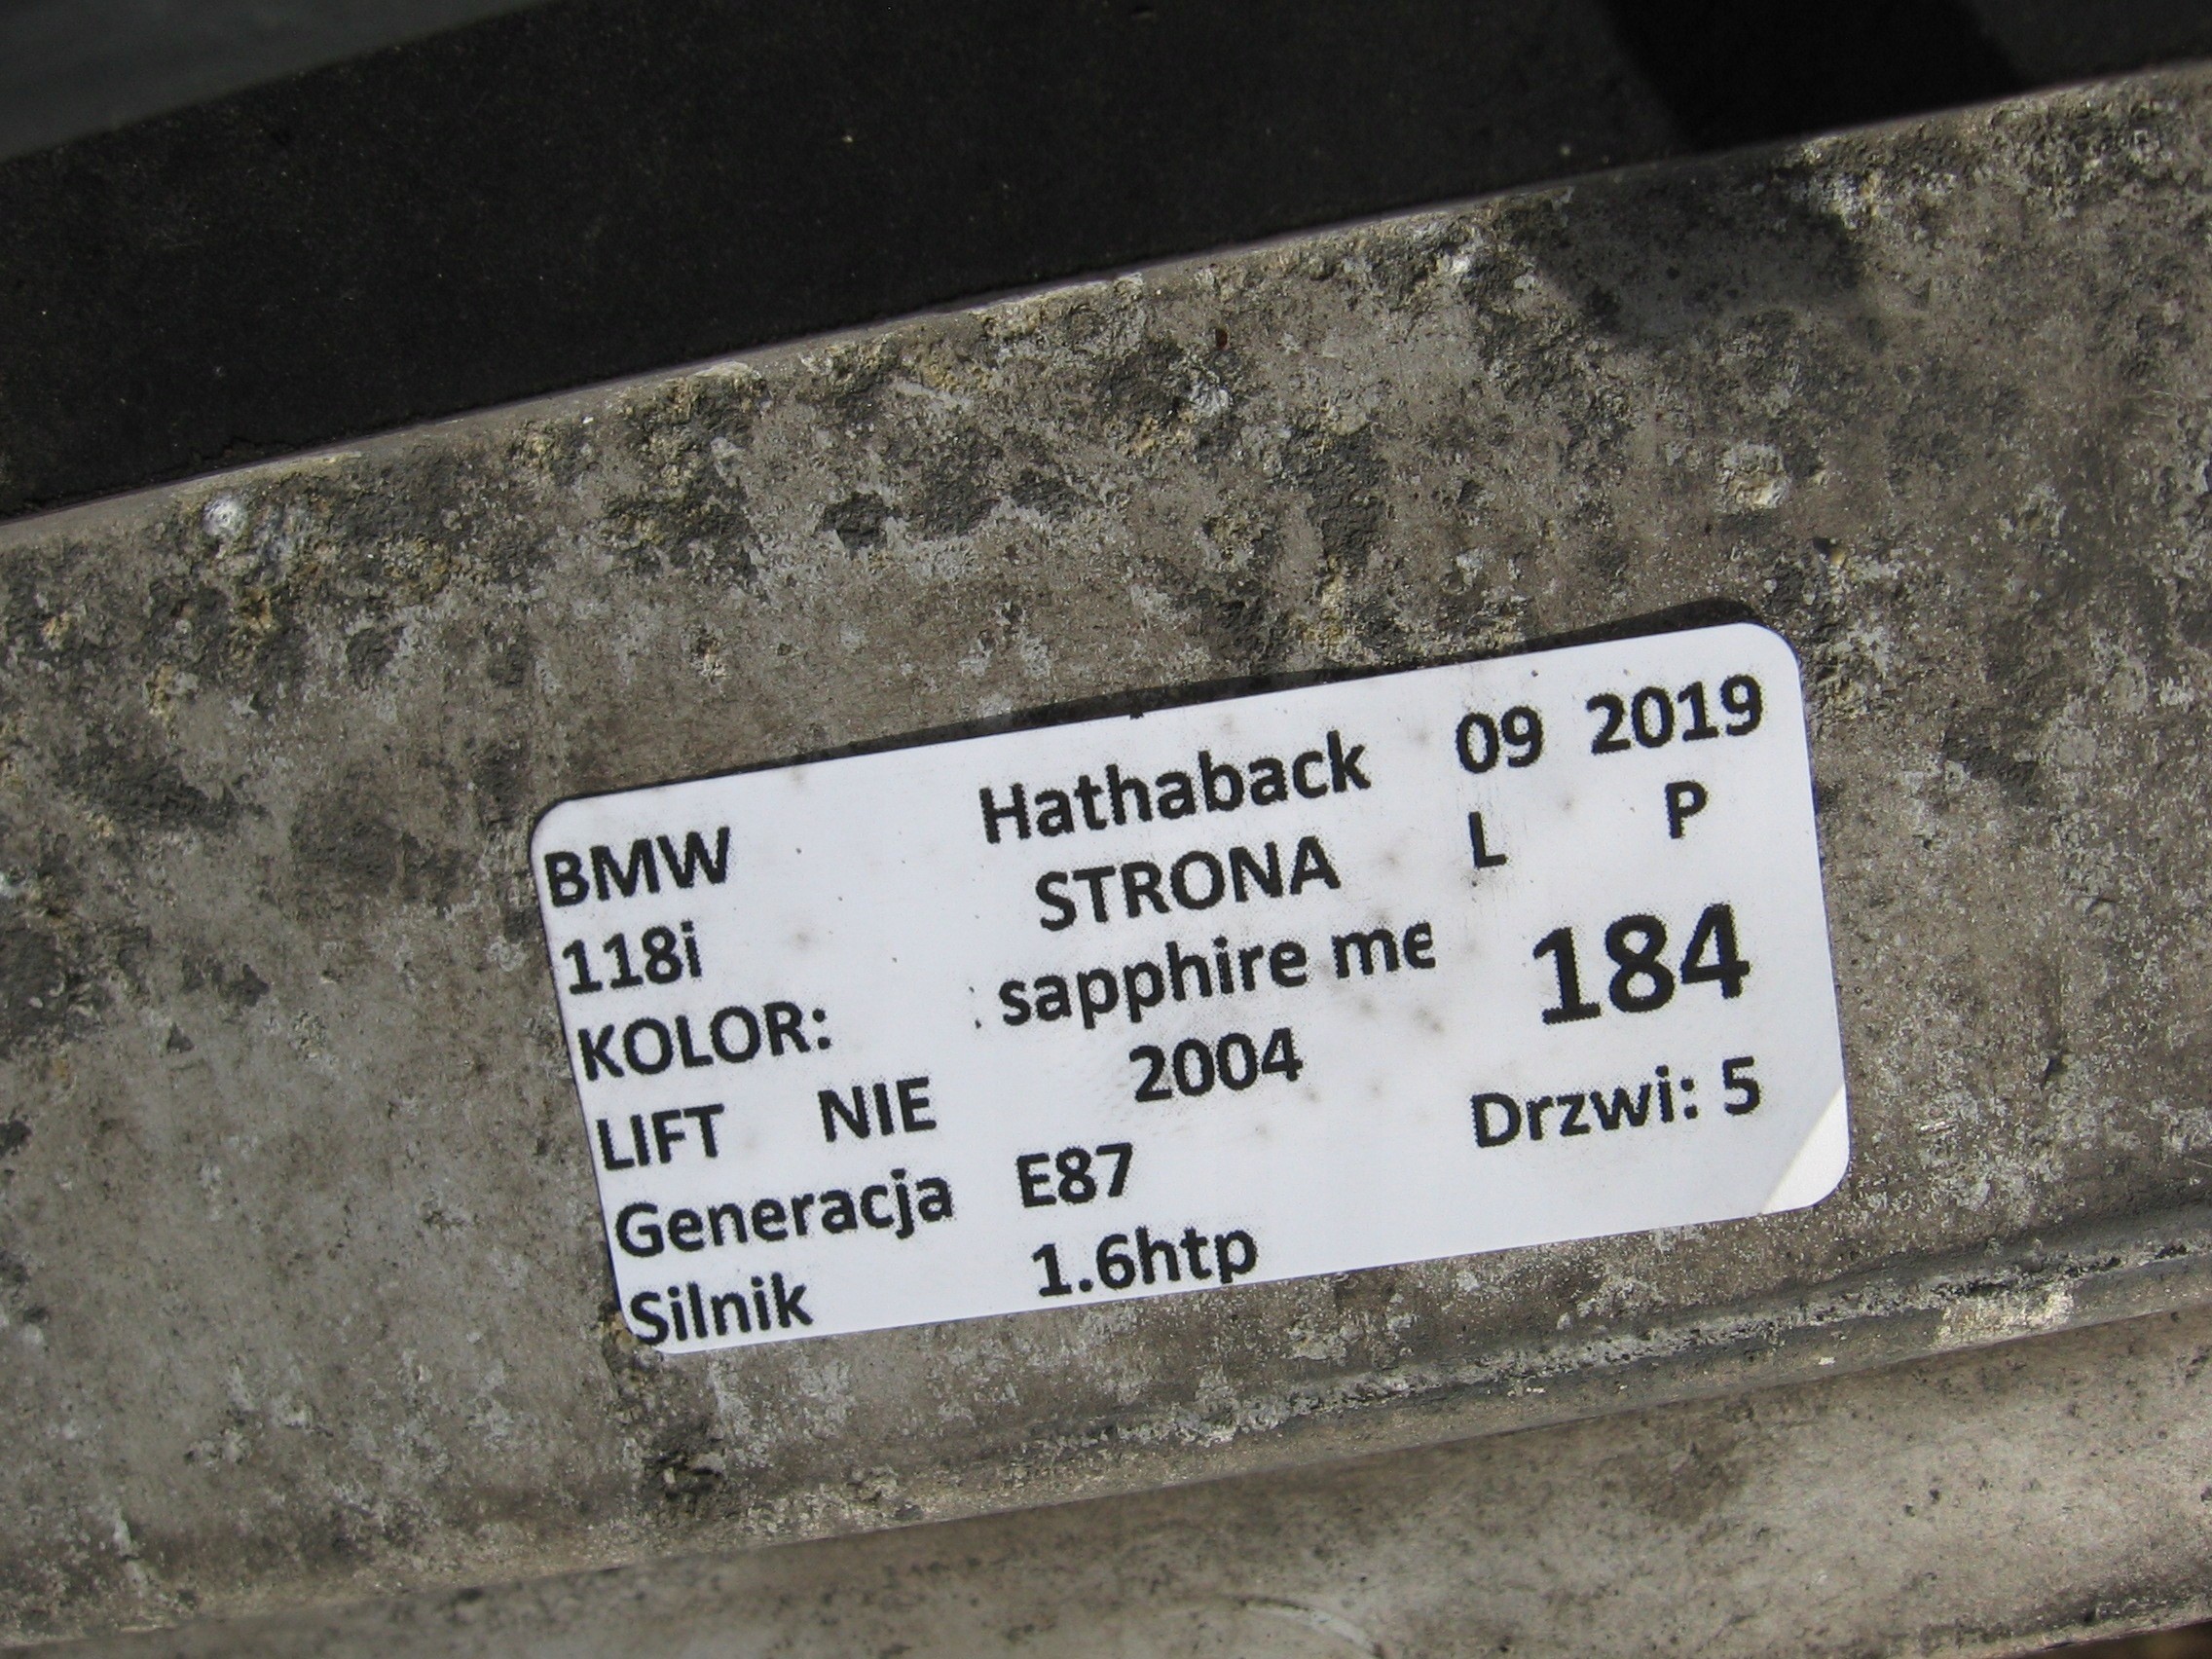 BMW Hathaback 09 2019
118i STRONA L P
KOLOR: sapphire me 184
LIFT NIE 2004
Generacja E87 Drzwi: 5
Silnik 1.6htp